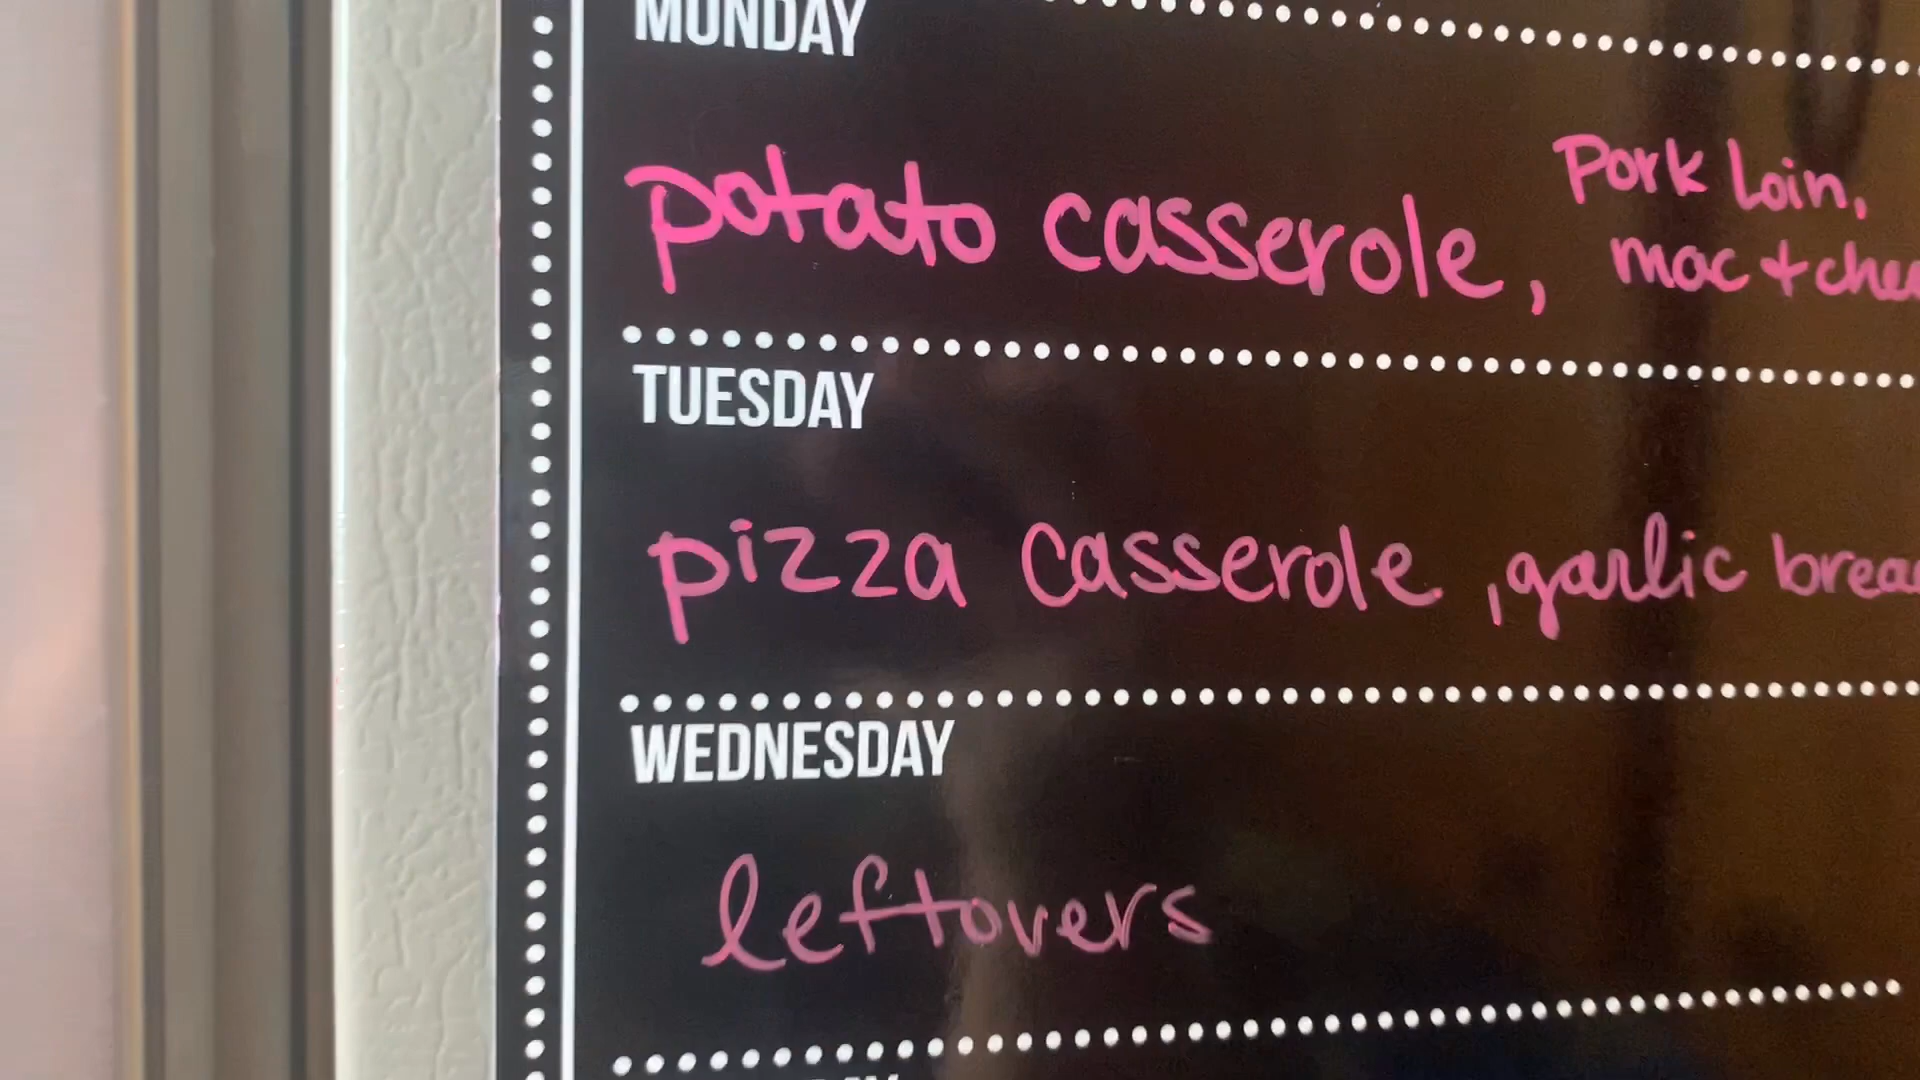 MONDAY
potato casserole, Pork Loin,
mac + chee
TUESDAY
pizza casserole, garlic brea
WEDNESDAY
leftovers